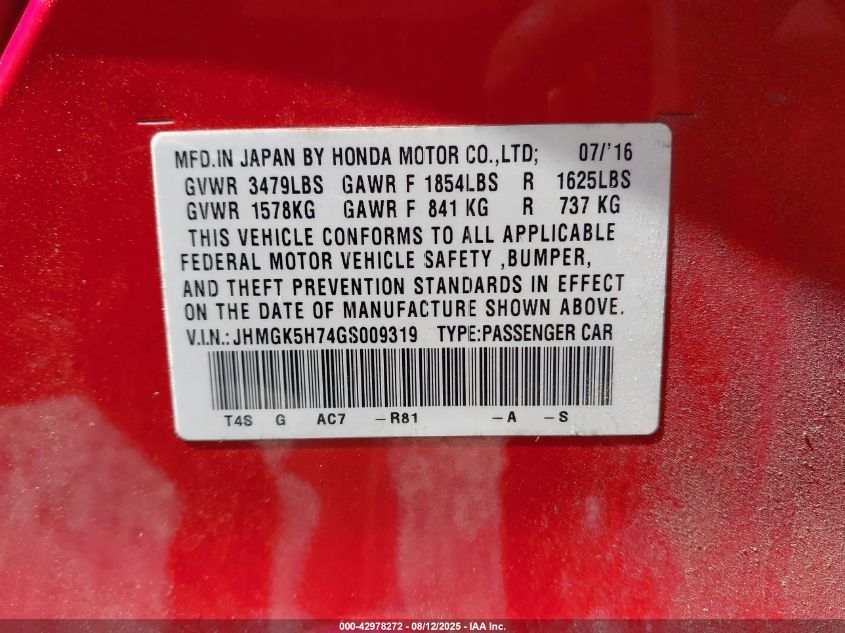 MFD.IN JAPAN BY HONDA MOTOR CO.,LTD; 07/'16
GVWR 3479LBS GAWR F 1854LBS R 1625LBS
GVWR 1578KG GAWR F 841 KG R 737 KG
THIS VEHICLE CONFORMS TO ALL APPLICABLE
FEDERAL MOTOR VEHICLE SAFETY ,BUMPER,
AND THEFT PREVENTION STANDARDS IN EFFECT
ON THE DATE OF MANUFACTURE SHOWN ABOVE.
V.I.N.:JHMGK5H74GS009319 TYPE:PASSENGER CAR
T4S G AC7 -R81 -A -S
000-42978272 - 08/12/2025 - IAA Inc.